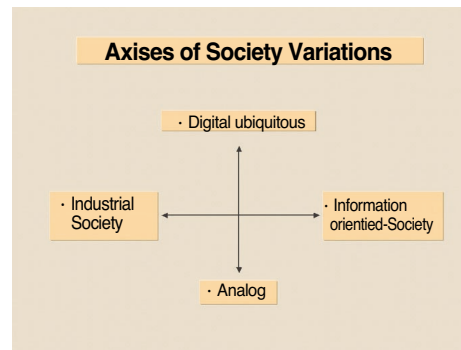 Axises of Society Variations
· Digital ubiquitous
· Industrial
Society
· Information
orientied-Society
· Analog